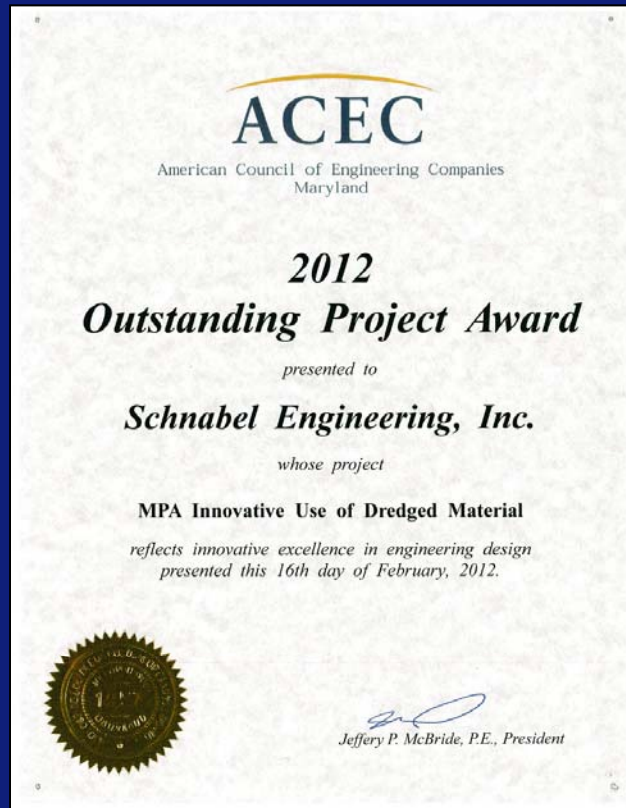 ACEC
American Council of Engineering Companies
Maryland
2012
Outstanding Project Award
presented to
Schnabel Engineering, Inc.
whose project
MPA Innovative Use of Dredged Material
reflects innovative excellence in engineering design
presented this 16th day of February, 2012.
Jeffery P. McBride, P.E., President